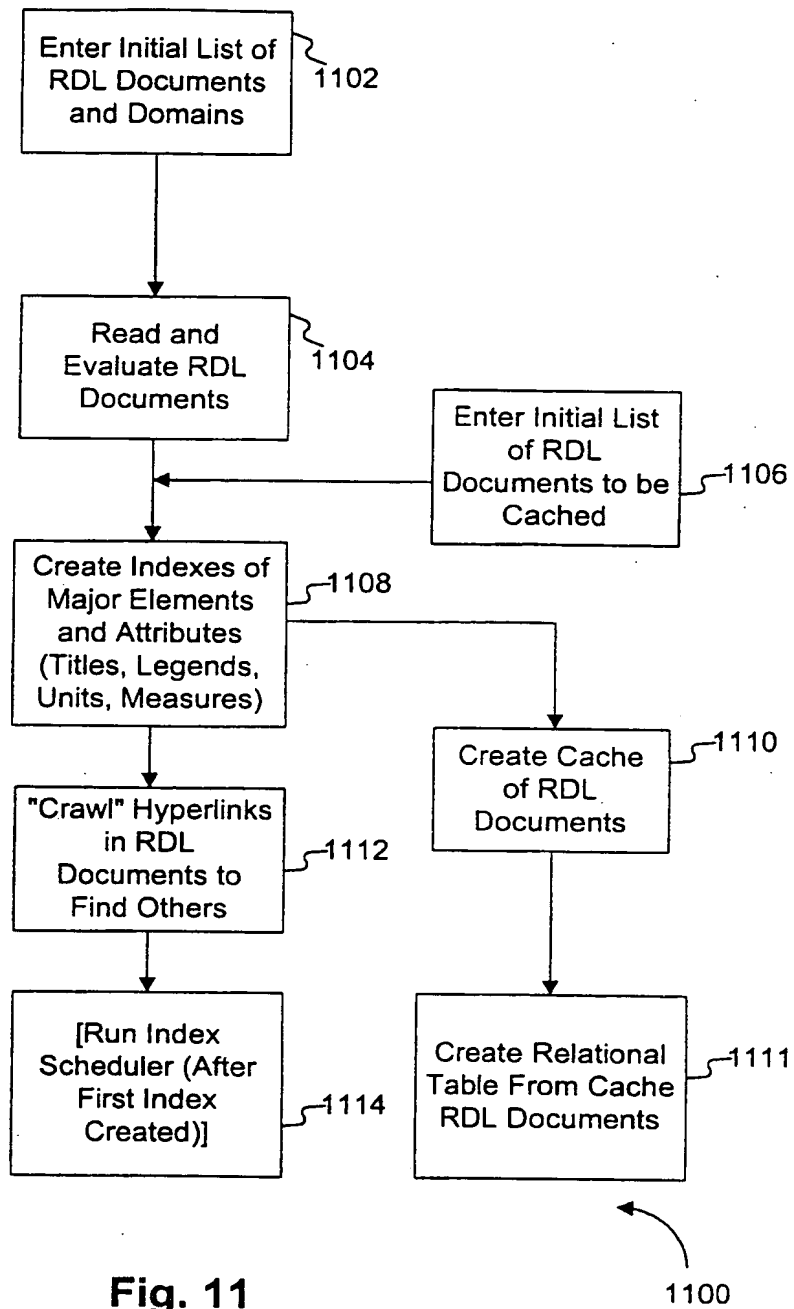 Enter Initial List of
RDL Documents
and Domains
1102
Read and
Evaluate RDL
Documents
1104
Enter Initial List
of RDL
Documents to be
Cached
1106
Create Indexes of
Major Elements
and Attributes
(Titles, Legends,
Units, Measures)
1108
Create Cache
of RDL
Documents
1110
"Crawl" Hyperlinks
in RDL
Documents to
Find Others
1112
[Run Index
Scheduler (After
First Index
Created)]
1114
Create Relational
Table From Cache
RDL Documents
1111
Fig. 11
1100